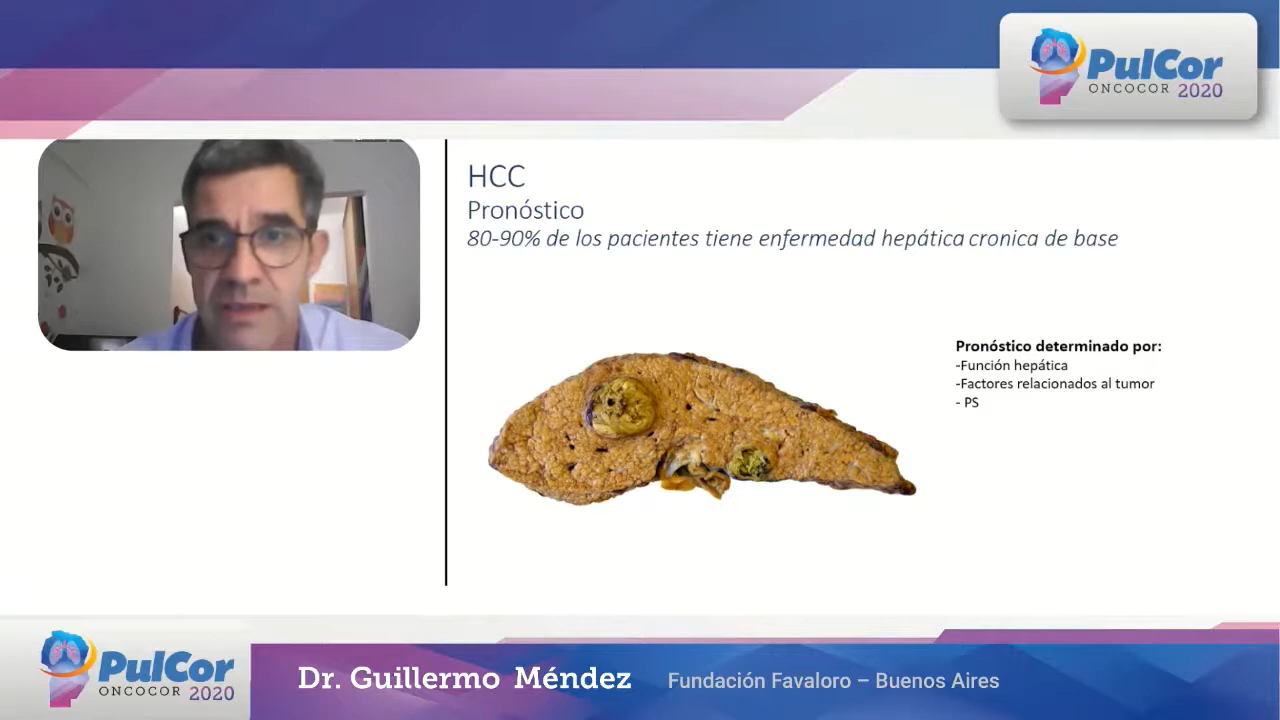 PulCor
ONCOCOR 2020
HCC
Pronóstico
80-90% de los pacientes tiene enfermedad hepática cronica de base
Pronóstico determinado por:
-Función hepática
-Factores relacionados al tumor
- PS
PulCor
ONCOCOR 2020
Dr. Guillermo Méndez
Fundación Favaloro – Buenos Aires